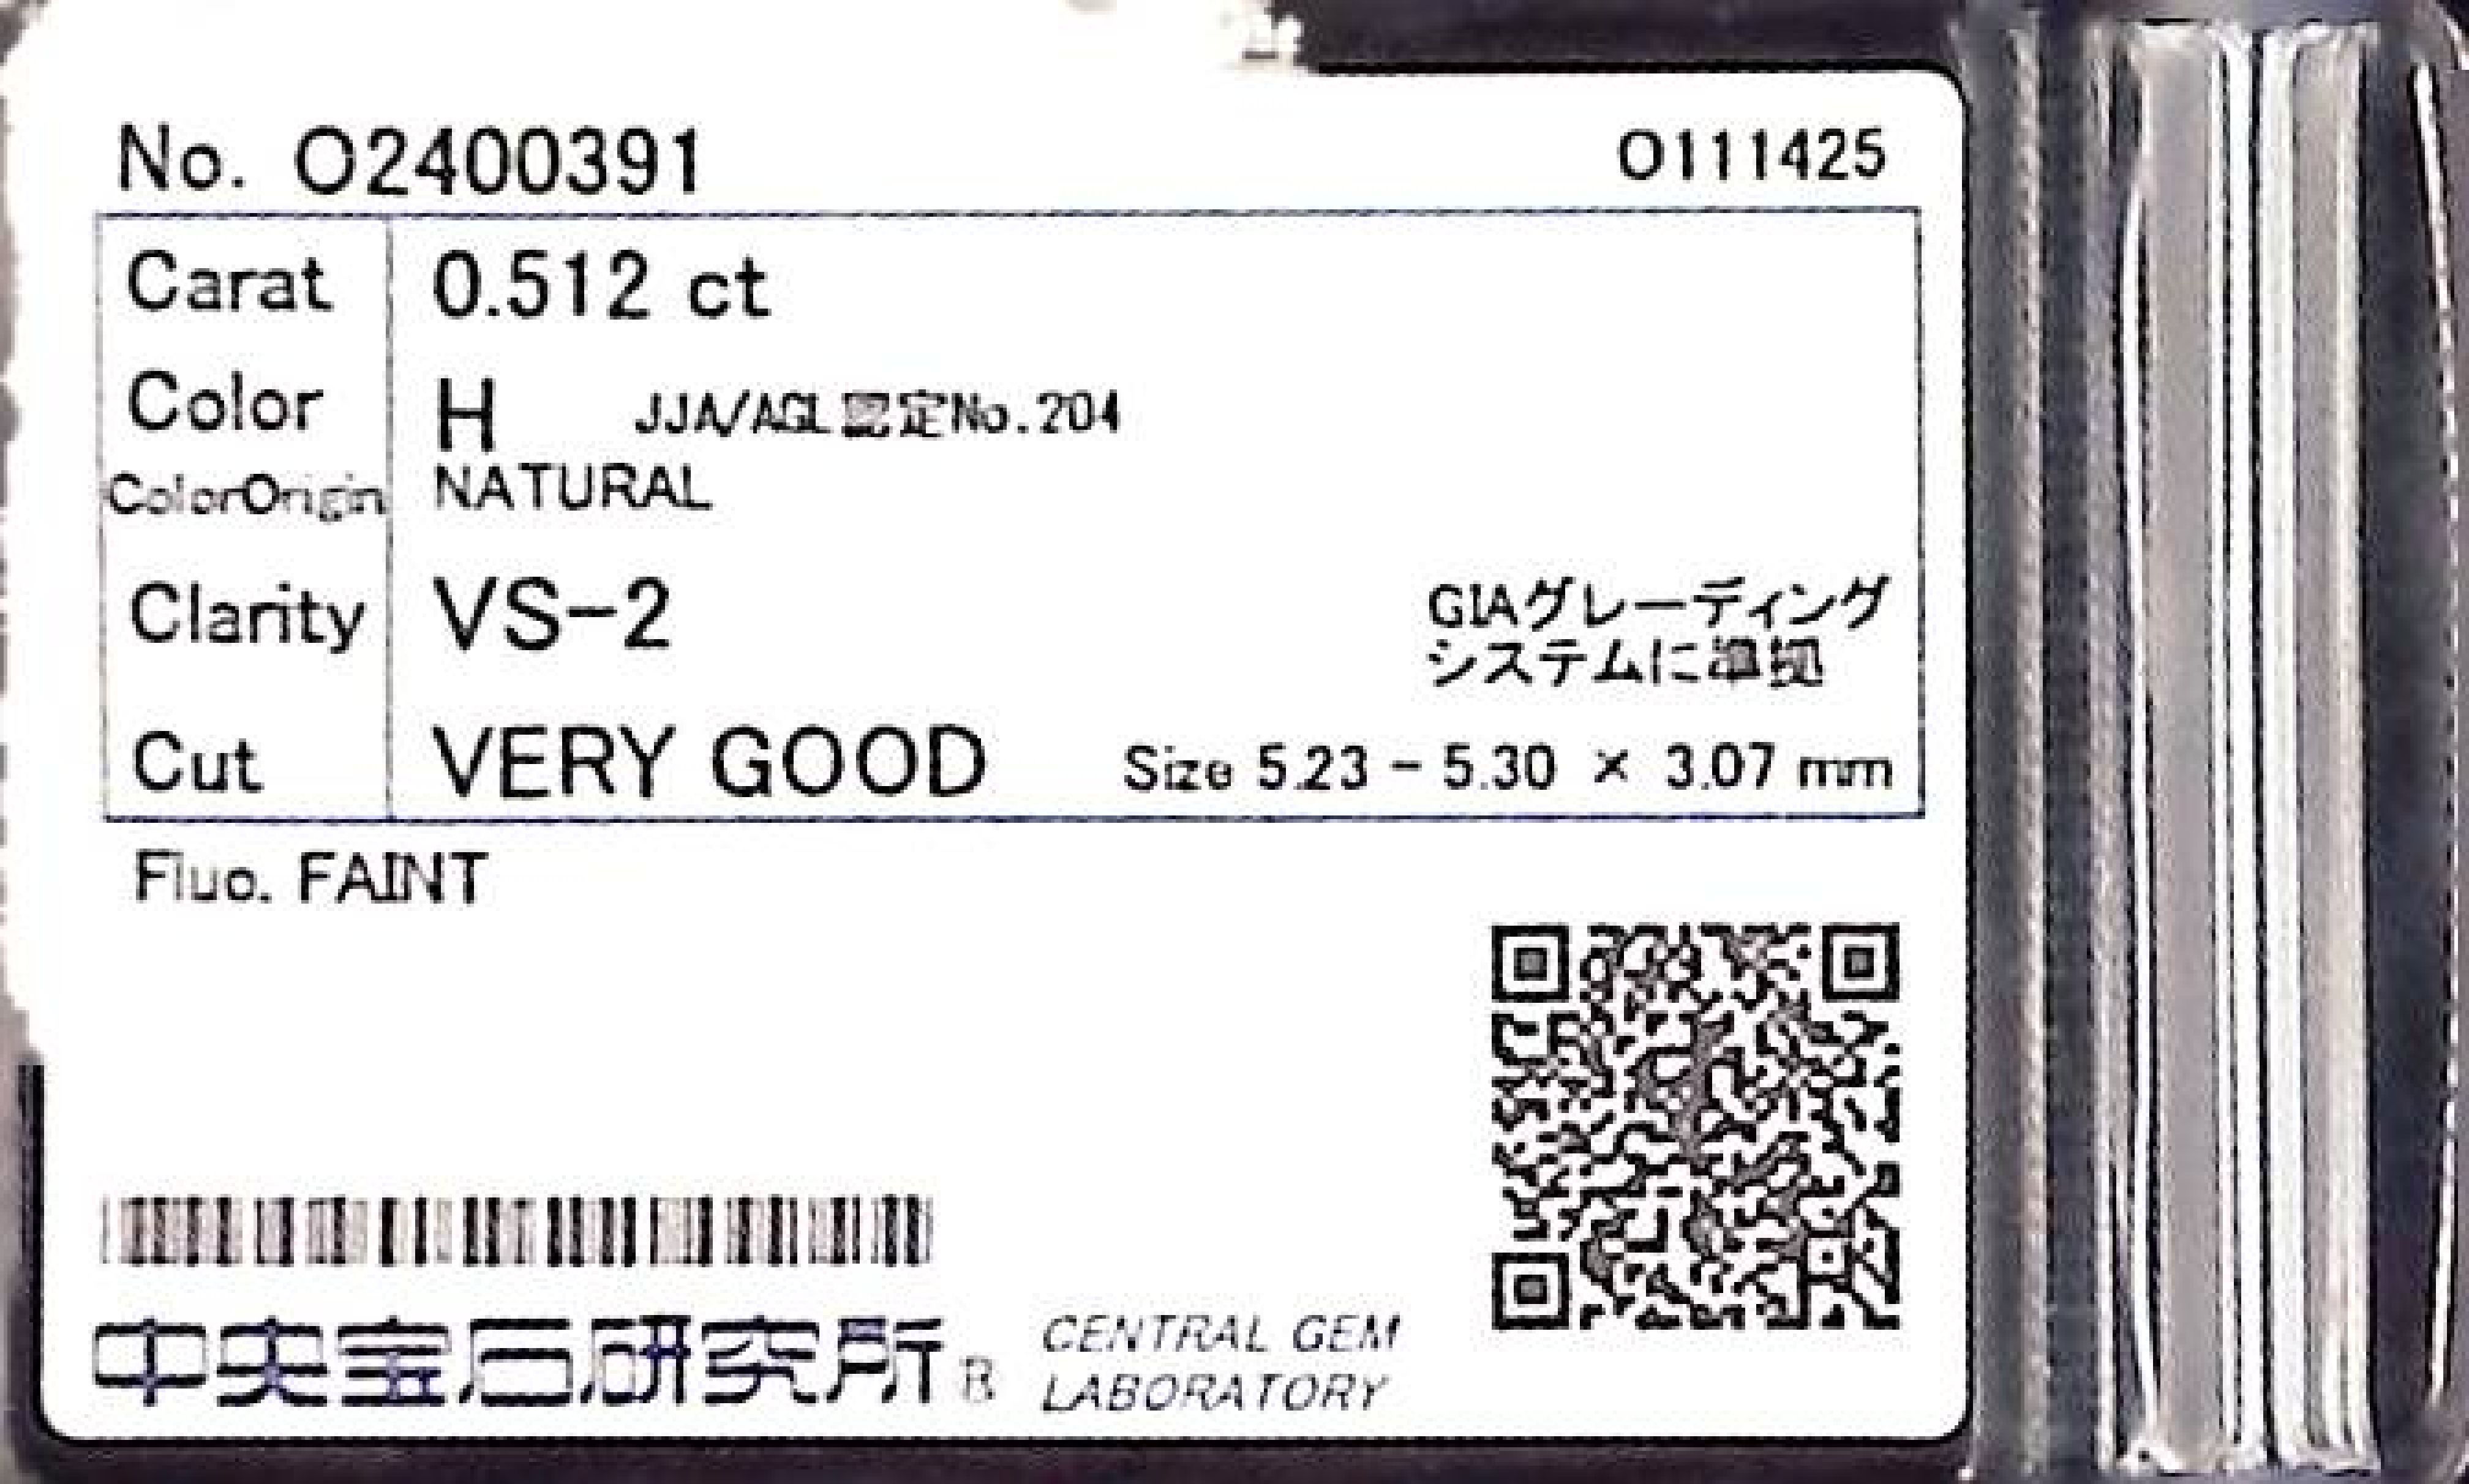 No. O2400391
O111425
Carat 0.512 ct
Color H JJA/AGL認定No.204
ColorOrigin NATURAL
Clarity VS-2
GIAグレーディング
システムに準拠
Cut VERY GOOD Size 5.23 - 5.30 × 3.07 mm
Fluo. FAINT
中央宝石研究所 B
CENTRAL GEM
LABORATORY